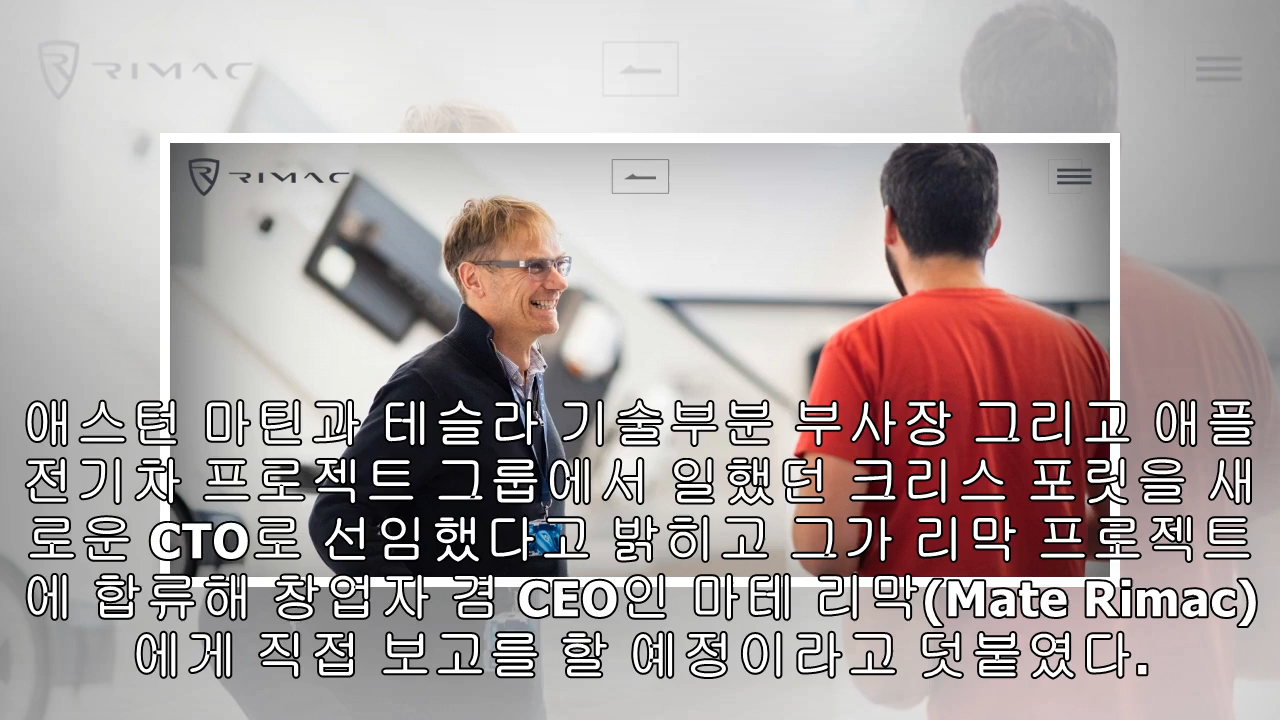 RIMAC
RIMAC
애스턴 마틴과 테슬라 기술부분 부사장 그리고 애플
전기차 프로젝트 그룹에서 일했던 크리스 포릿을 새
로운 CTO로 선임했다고 밝히고 그가 리막 프로젝트
에 합류해 창업자 겸 CEO인 마테 리막(Mate Rimac)
에게 직접 보고를 할 예정이라고 덧붙였다.